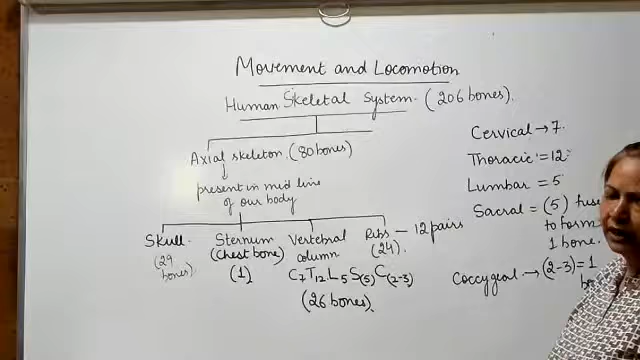 Movement and Locomotion
Human Skeletal System (206 bones).
Axial skeleton (80 bones)
present in mid line
of our body
Skull
(29
bones).
Sternum
(Chest bone)
(1)
Vertebral
column
C7 T12 L5 S(5) C(2-3)
(26 bones).
Ribs — 12 pairs
(24)
Cervical → 7.
Thoracic = 12
Lumbar = 5
Sacral = (5) fuse
to form
1 bone.
Coccygeal → (2-3) = 1